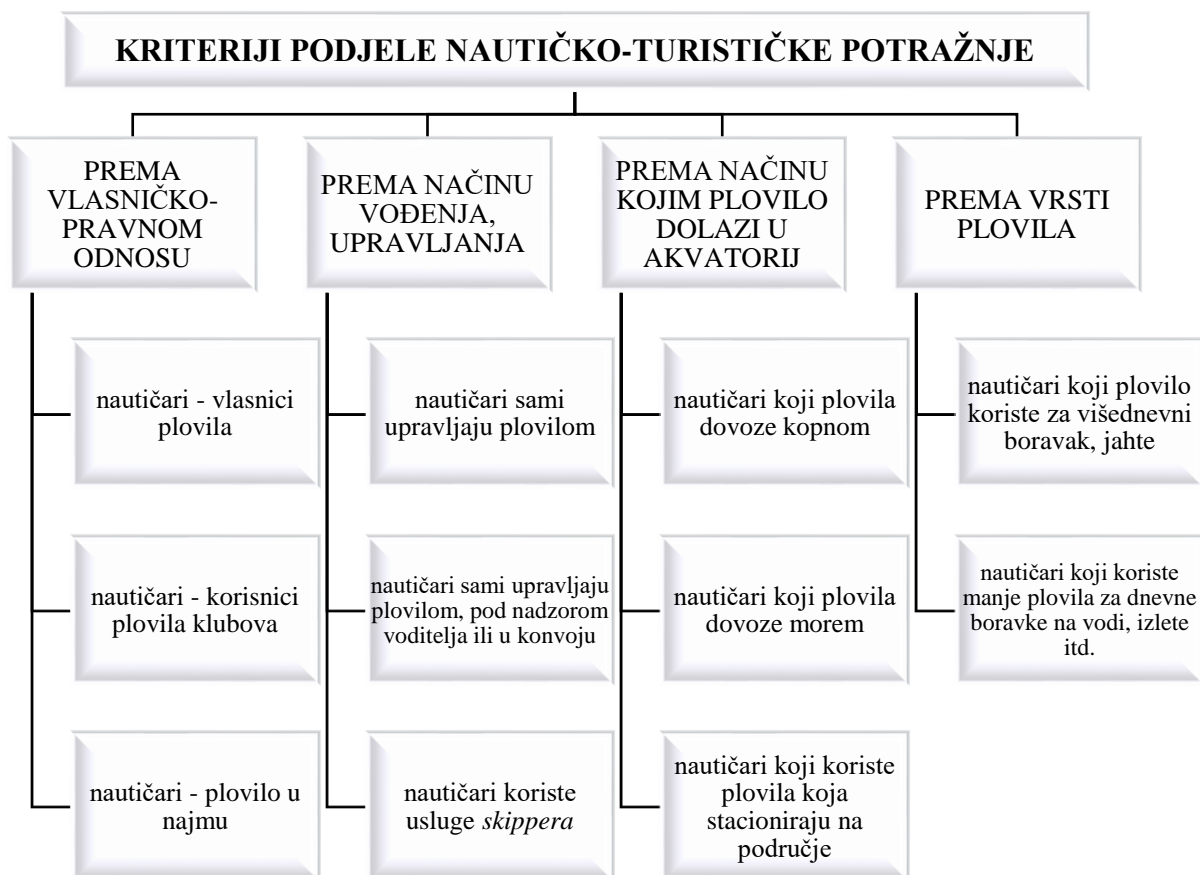 KRITERIJI PODJELE NAUTIČKO-TURISTIČKE POTRAŽNJE
PREMA
VLASNIČKO-
PRAVNOM
ODNOSU
nautičari - vlasnici
plovila
nautičari - korisnici
plovila klubova
nautičari - plovilo u
najmu
PREMA NAČINU
VOĐENJA,
UPRAVLJANJA
nautičari sami
upravljaju plovilom
nautičari sami upravljaju
plovilom, pod nadzorom
voditelja ili u konvoju
nautičari koriste
usluge skippera
PREMA NAČINU
KOJIM PLOVILO
DOLAZI U
AKVATORIJ
nautičari koji plovila
dovoze kopnom
nautičari koji plovila
dovoze morem
nautičari koji koriste
plovila koja
stacioniraju na
područje
PREMA VRSTI
PLOVILA
nautičari koji plovilo
koriste za višednevni
boravak, jahte
nautičari koji koriste
manje plovila za dnevne
boravke na vodi, izlete
itd.